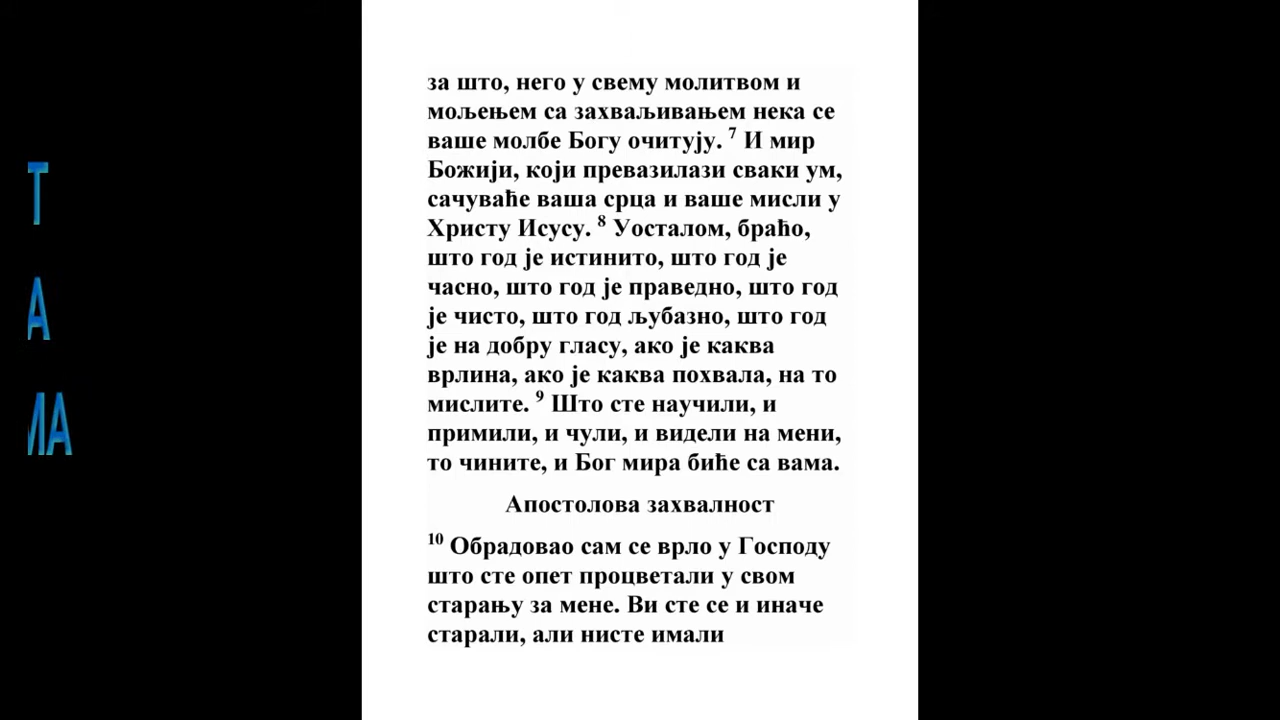 Т
А
МА
за што, него у свему молитвом и
мољењем са захваљивањем нека се
ваше молбе Богу очитују. 7 И мир
Божији, који превазилази сваки ум,
сачуваће ваша срца и ваше мисли у
Христу Исусу. 8 Уосталом, браћо,
што год је истинито, што год је
часно, што год је праведно, што год
је чисто, што год љубазно, што год
је на добру гласу, ако је каква
врлина, ако је каква похвала, на то
мислите. 9 Што сте научили, и
примили, и чули, и видели на мени,
то чините, и Бог мира биће са вама.
Апостолова захвалност
10 Обрадовао сам се врло у Господу
што сте опет процветали у свом
старању за мене. Ви сте се и иначе
старали, али нисте имали